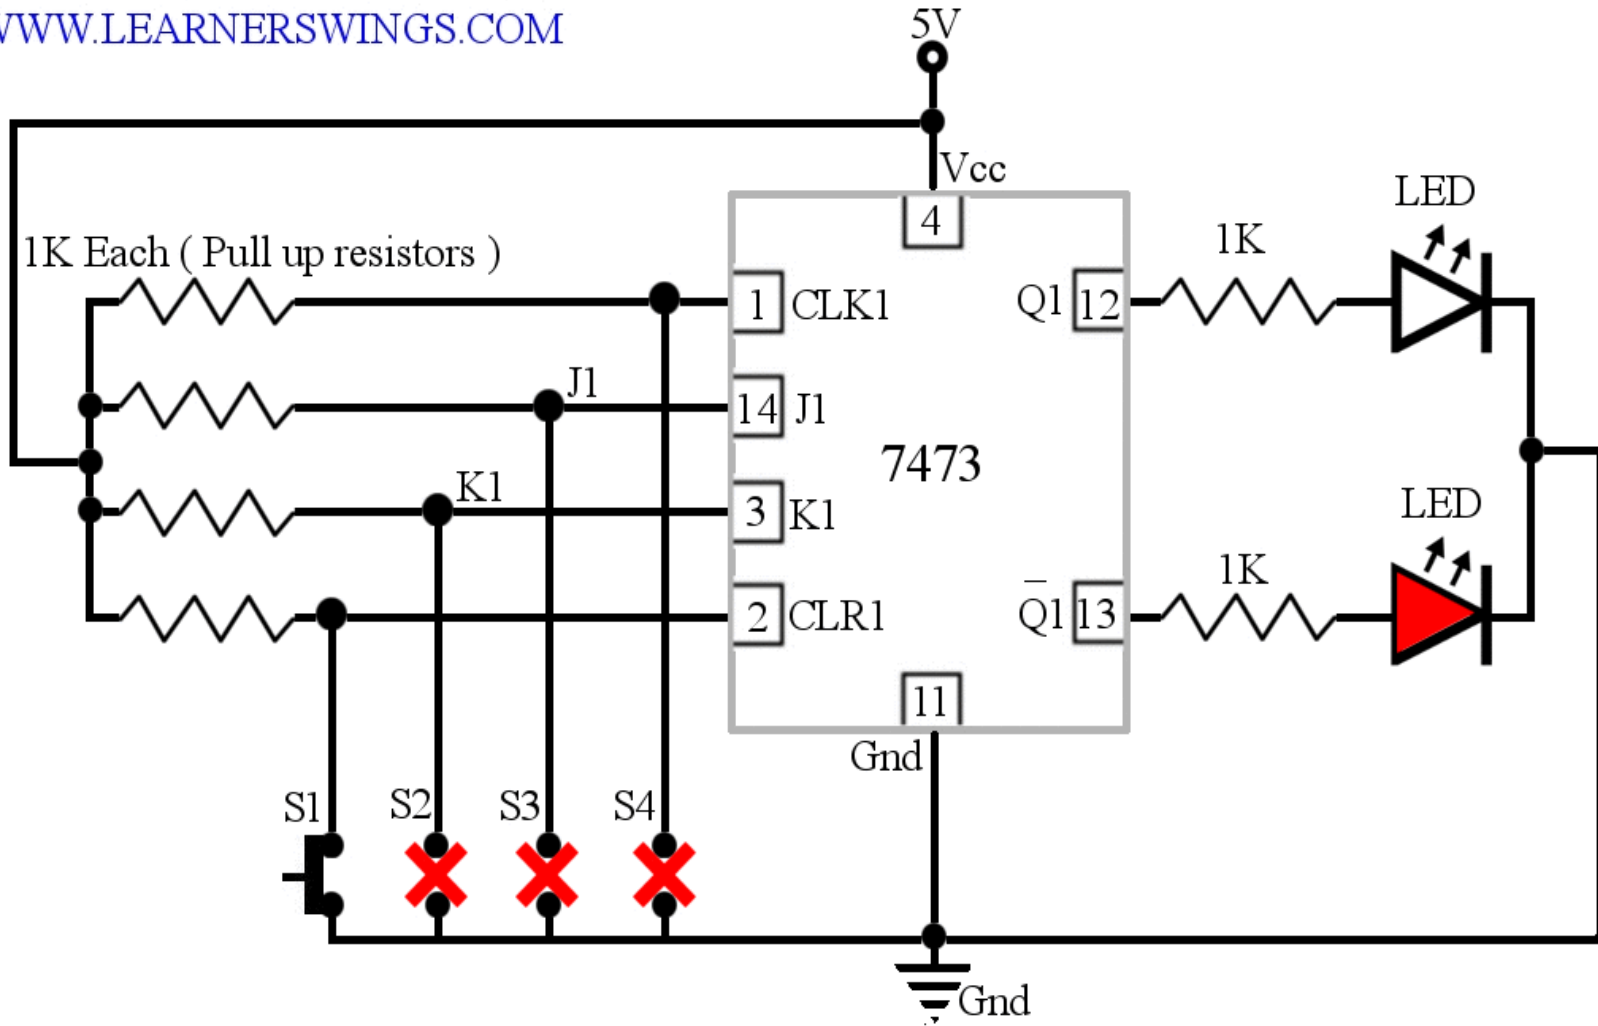 WWW.LEARNERSWINGS.COM
5V
Vcc
4
LED
1K Each ( Pull up resistors )
1K
1 CLK1
Q1 12
J1
14 J1
7473
K1
3 K1
LED
1K
2 CLR1
Q̅1 13
11
Gnd
S1 S2 S3 S4
Gnd